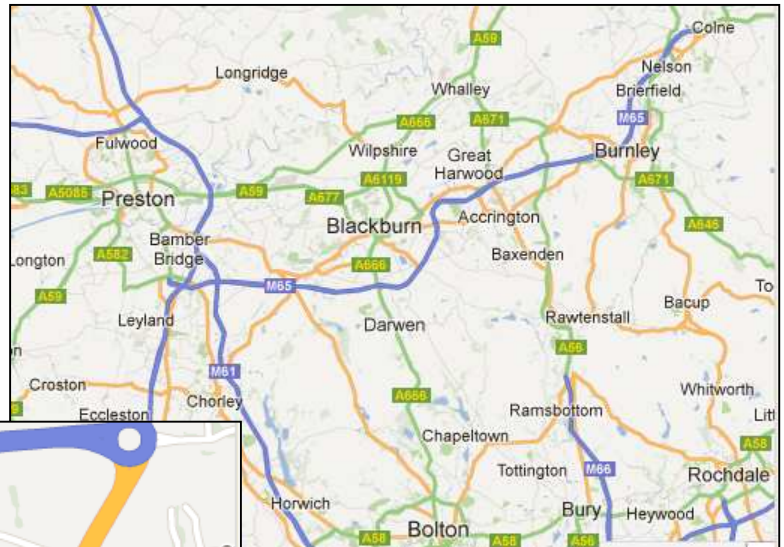 Colne
A59
Nelson
Longridge
Whalley
Brierfield
A666
A671
M65
Fulwood
Wilpshire
Great
Harwood
Burnley
A5085
A59
A6119
A671
A677
Preston
Accrington
Blackburn
A646
Bamber
Bridge
A582
A666
Baxenden
M65
A59
To
Bacup
Leyland
Darwen
Rawtenstall
A56
M61
Croston
A666
Whitworth
Chorley
Eccleston
Ramsbottom
Chapeltown
A58
Tottington
M66
Rochdale
Horwich
Bury
Heywood
Bolton
A58
A58
A56